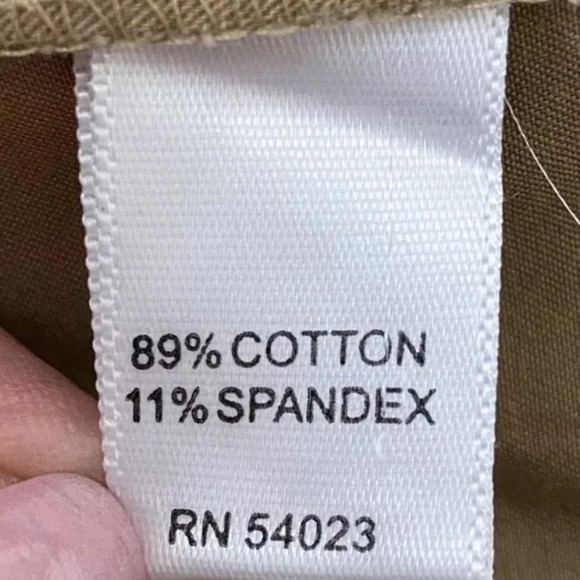 89% COTTON
11% SPANDEX
RN 54023